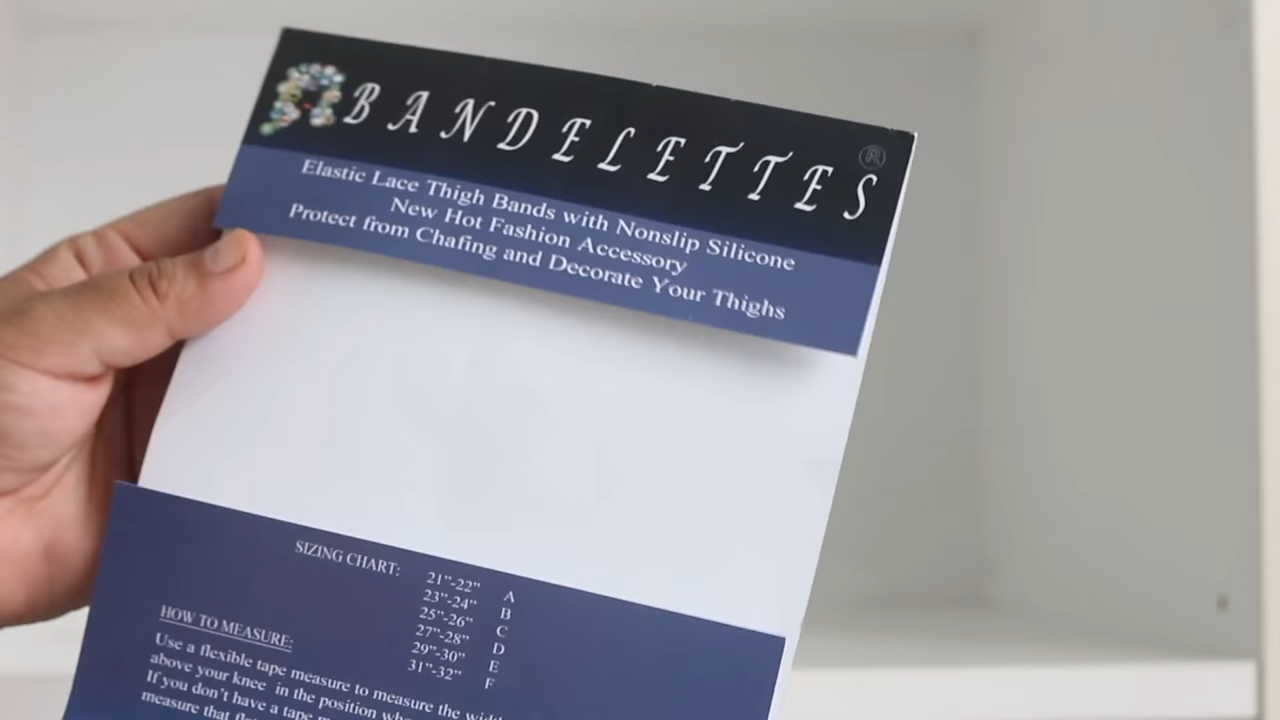 BANDELETTES®
Elastic Lace Thigh Bands with Nonslip Silicone
New Hot Fashion Accessory
Protect from Chafing and Decorate Your Thighs
SIZING CHART:
21”-22” A
23”-24” B
25”-26” C
27”-28” D
29”-30” E
31”-32” F
HOW TO MEASURE:
Use a flexible tape measure to measure the
above your knee in the position
If you don’t have a tape
measure that